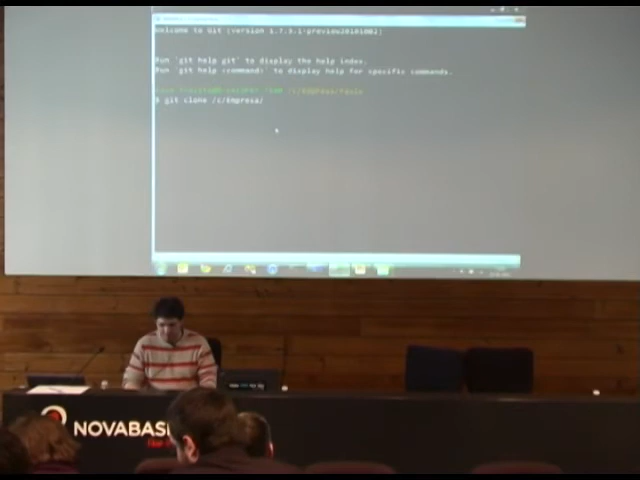 Welcome to Git (version 1.7.3.1-preview20101002)
Run 'git help git' to display the help index.
Run 'git help <command>' to display help for specific commands.
$ git clone /c/Empresa/
NOVABASE